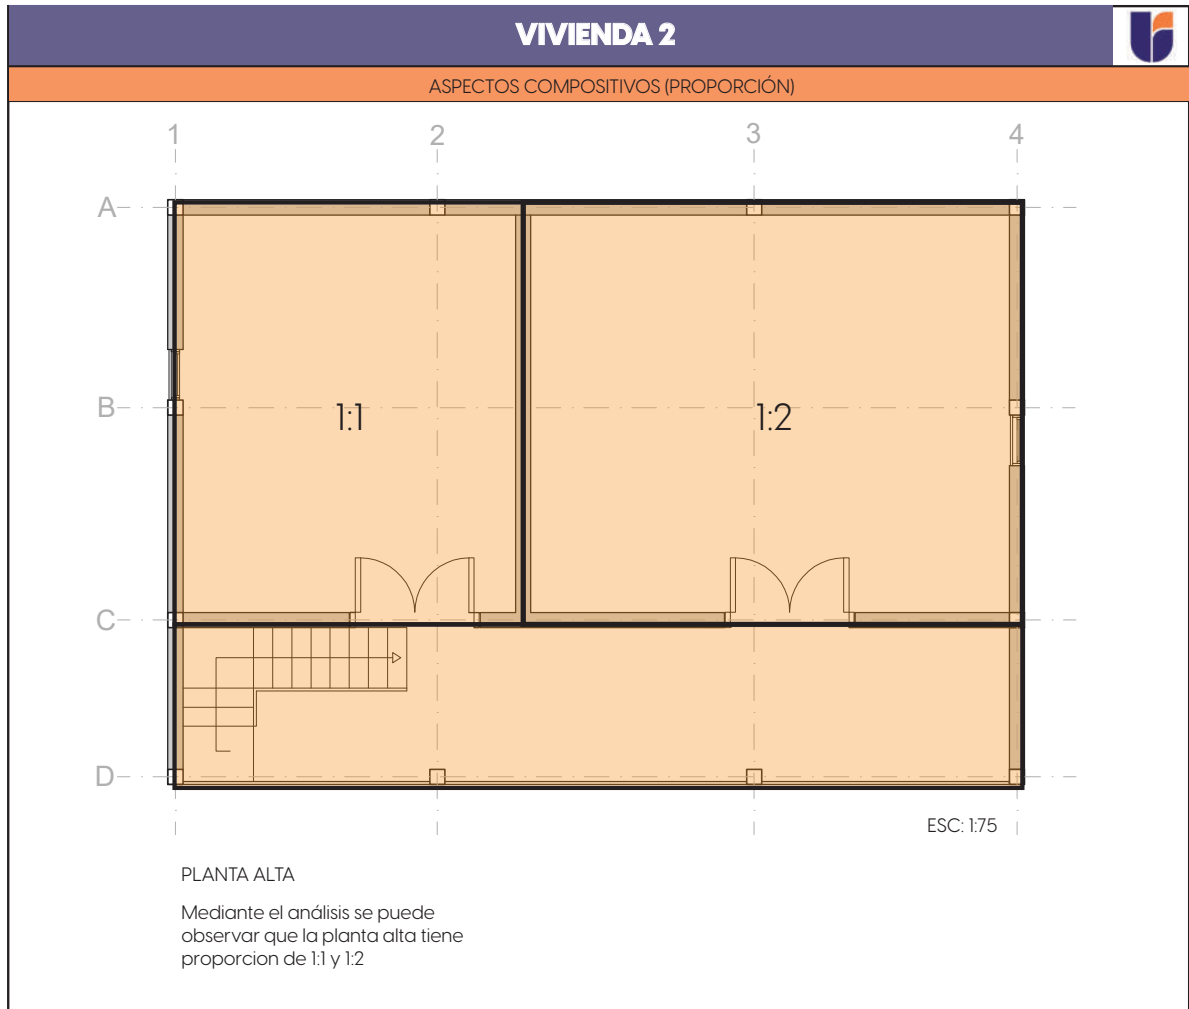 VIVIENDA 2
ASPECTOS COMPOSITIVOS (PROPORCIÓN)
1 2 3 4
A
B
1:1 1:2
C
D
ESC: 1:75
PLANTA ALTA
Mediante el análisis se puede
observar que la planta alta tiene
proporcion de 1:1 y 1:2